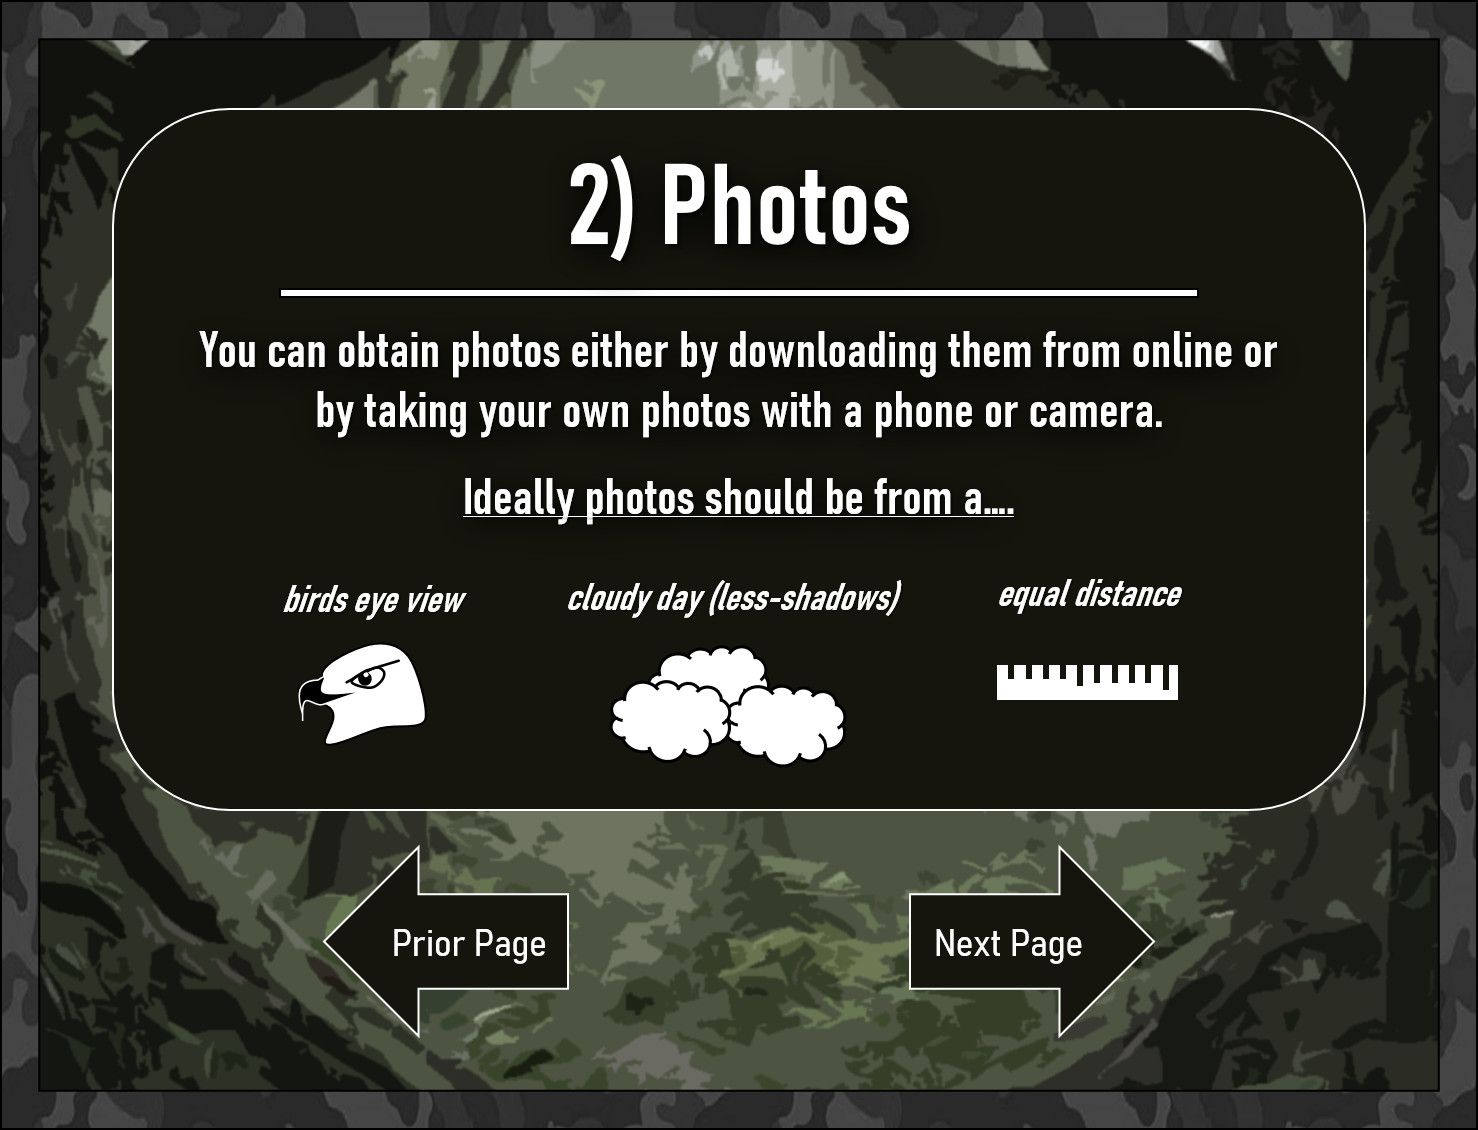 2) Photos
You can obtain photos either by downloading them from online or
by taking your own photos with a phone or camera.
Ideally photos should be from a....
birds eye view
cloudy day (less-shadows)
equal distance
Prior Page
Next Page